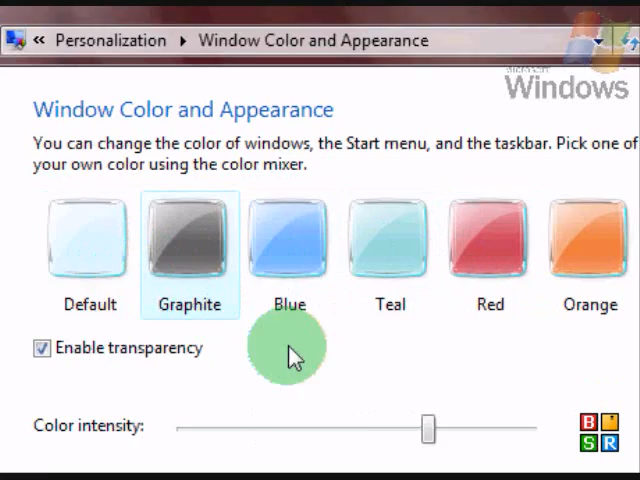 « Personalization ▸ Window Color and Appearance
Microsoft
Windows
Window Color and Appearance
You can change the color of windows, the Start menu, and the taskbar. Pick one of
your own color using the color mixer.
Default Graphite Blue Teal Red Orange
Enable transparency
Color intensity:
B
S R